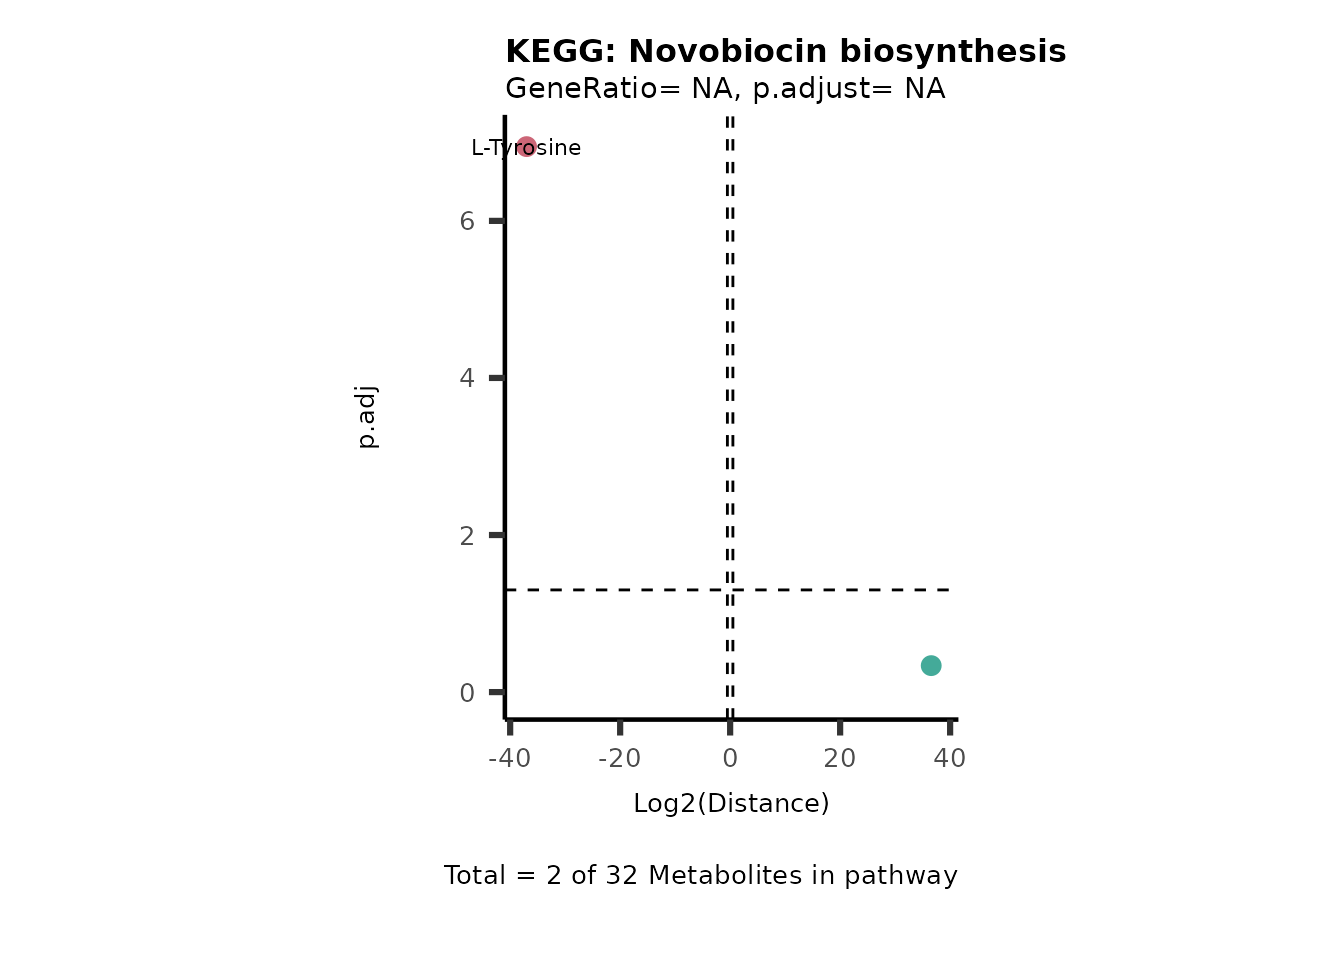 KEGG: Novobiocin biosynthesis
GeneRatio= NA, p.adjust= NA
L-Tyrosine
6
4
2
0
p.adj
-40 -20 0 20 40
Log2(Distance)
Total = 2 of 32 Metabolites in pathway